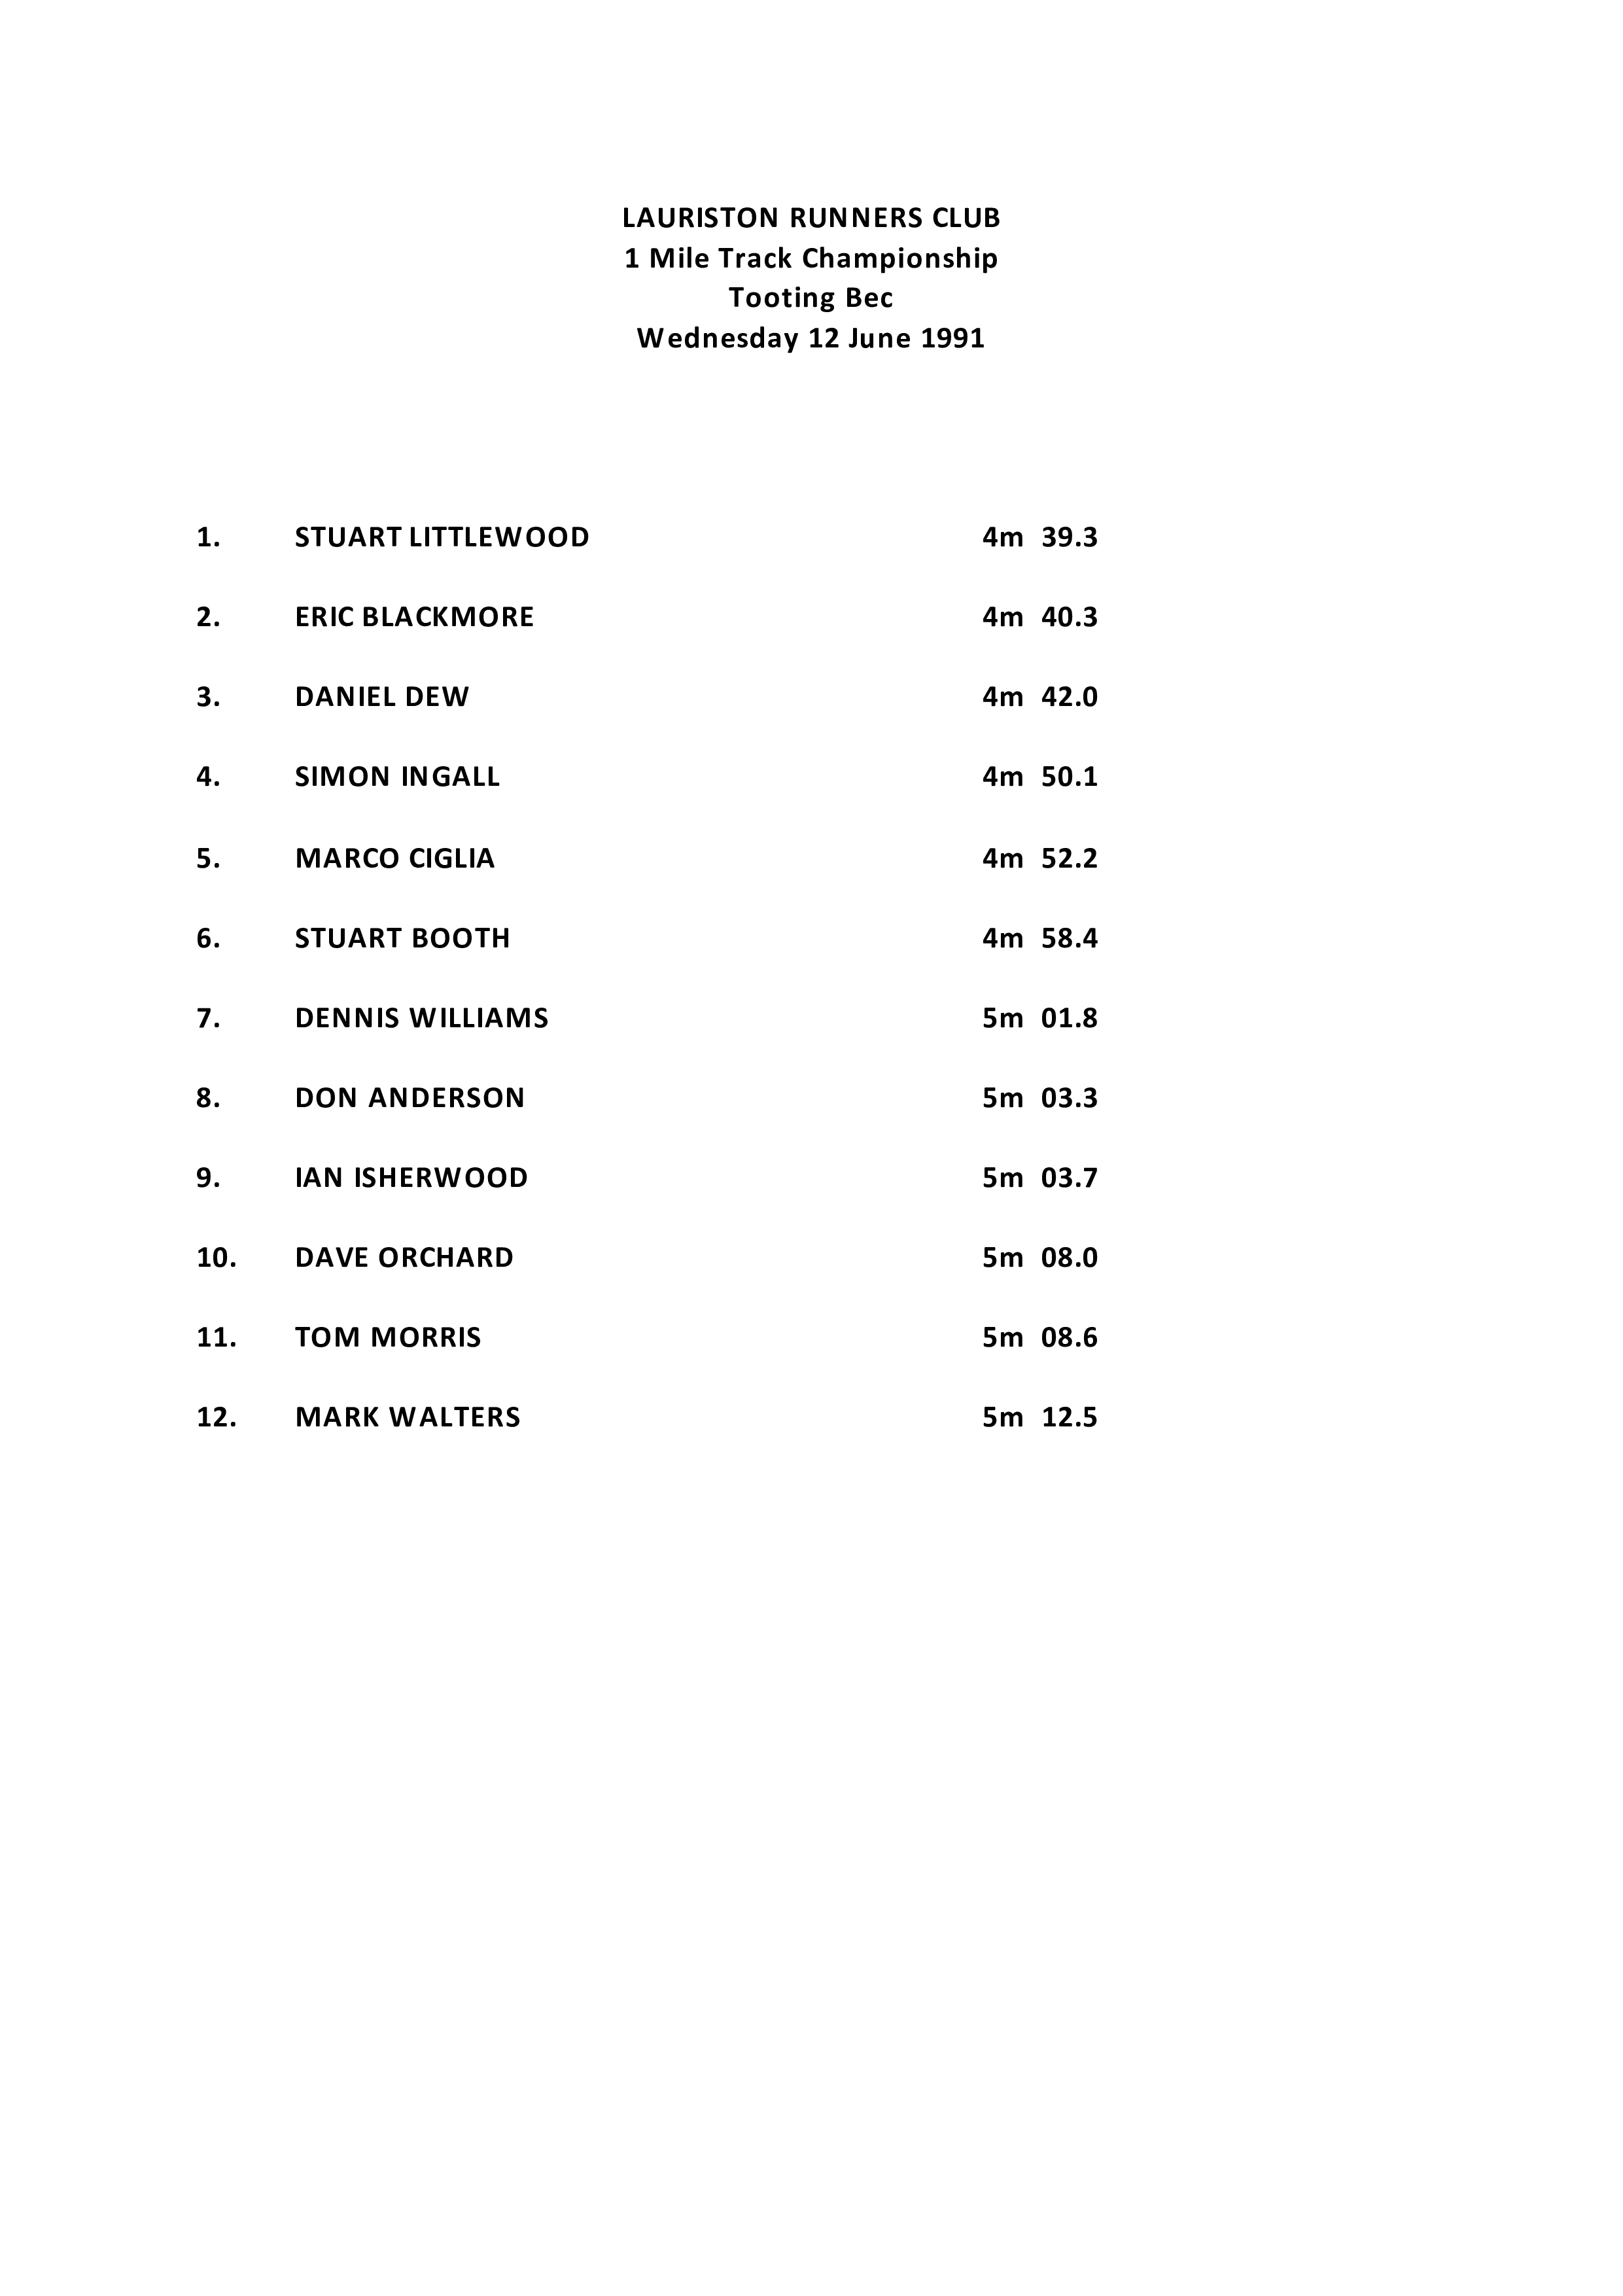 LAURISTON RUNNERS CLUB
1 Mile Track Championship
Tooting Bec
Wednesday 12 June 1991
1. STUART LITTLEWOOD 4m 39.3
2. ERIC BLACKMORE 4m 40.3
3. DANIEL DEW 4m 42.0
4. SIMON INGALL 4m 50.1
5. MARCO CIGLIA 4m 52.2
6. STUART BOOTH 4m 58.4
7. DENNIS WILLIAMS 5m 01.8
8. DON ANDERSON 5m 03.3
9. IAN ISHERWOOD 5m 03.7
10. DAVE ORCHARD 5m 08.0
11. TOM MORRIS 5m 08.6
12. MARK WALTERS 5m 12.5